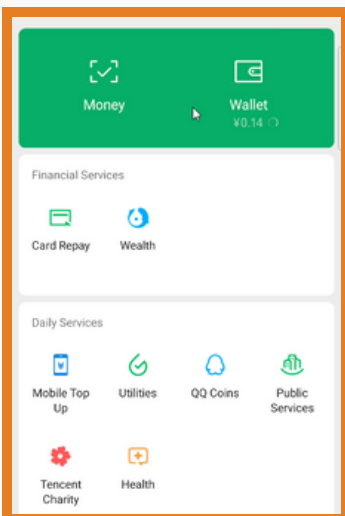 Money
Wallet
¥0.14
Financial Services
Card Repay
Wealth
Daily Services
Mobile Top
Up
Utilities
QQ Coins
Public
Services
Tencent
Charity
Health